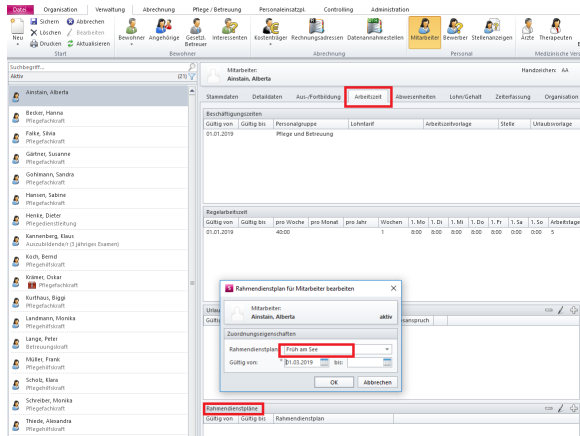 Datei Organisation Verwaltung Abrechnung Pflege / Betreuung Personaleinsatzpl. Controlling Administration
Neu Sichern Abbrechen
Löschen Bearbeiten
Drucken Aktualisieren
Bewohner Angehörige Gesetzl. Betreuer Interessenten Kostenträger Rechnungsadressen Datenannahmestellen Mitarbeiter Bewerber Stellenanzeigen Ärzte Therapeuten
Start Bewohner Abrechnung Personal
Suchbegriff...
Aktiv (21)
Ainstain, Alberta
Becker, Hanna
Pflegefachkraft
Falke, Silvia
Pflegefachkraft
Gärtner, Susanne
Pflegefachkraft
Gohlmann, Sandra
Pflegefachkraft
Hansen, Sabine
Pflegefachkraft
Henke, Dieter
Pflegedienstleitung
Kannenberg, Klaus
Auszubildende/r (3 jähriges Examen)
Koch, Bernd
Pflegehilfskraft
Krämer, Oskar
Pflegefachkraft
Kurthaus, Biggi
Pflegefachkraft
Landmann, Monika
Pflegehilfskraft
Lange, Peter
Betreuungskraft
Müller, Frank
Pflegehilfskraft
Scholz, Klara
Pflegehilfskraft
Schreiber, Monika
Pflegefachkraft
Thiede, Alexandra
Pflegefachkraft
Mitarbeiter:
Ainstain, Alberta
Handzeichen: AA
Stammdaten Detaildaten Aus-/Fortbildung Arbeitszeit Abwesenheiten Lohn/Gehalt Zeiterfassung Organisation
Beschäftigungszeiten
Gültig von Gültig bis Personalgruppe Lohntarif Arbeitszeitvorlage Stelle Urlaubsvorlage
01.01.2019 Pflege und Betreuung
Regelarbeitszeit
Gültig von Gültig bis pro Woche pro Monat pro Jahr Wochen 1. Mo 1. Di 1. Mi 1. Do 1. Fr 1. Sa 1. So Arbeitstage
01.01.2019 40:00 1 8:00 8:00 8:00 8:00 8:00 0:00 0:00 5
Rahmendienstplan für Mitarbeiter bearbeiten
Mitarbeiter:
Ainstain, Alberta aktiv
Zuordnungseigenschaften
Rahmendienstplan Früh am See
Gültig von: * 01.03.2019 bis:
OK Abbrechen
Rahmendienstpläne
Gültig von Gültig bis Rahmendienstplan